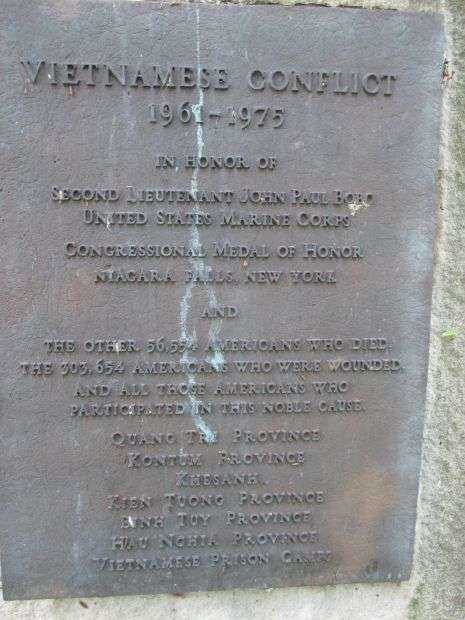 VIETNAMESE CONFLICT
1961-1975
IN HONOR OF
SECOND LIEUTENANT JOHN PAUL BOBO
UNITED STATES MARINE CORPS
CONGRESSIONAL MEDAL OF HONOR
NIAGARA FALLS, NEW YORK
AND
THE OTHER 56,554 AMERICANS WHO DIED,
THE 303,654 AMERICANS WHO WERE WOUNDED,
AND ALL THOSE AMERICANS WHO
PARTICIPATED IN THIS NOBLE CAUSE.
QUANG TRI PROVINCE
KONTUM PROVINCE
KHESANH,
KIEN TUONG PROVINCE
BINH TUY PROVINCE
HAU NGHIA PROVINCE
VIETNAMESE PRISON CAMPS